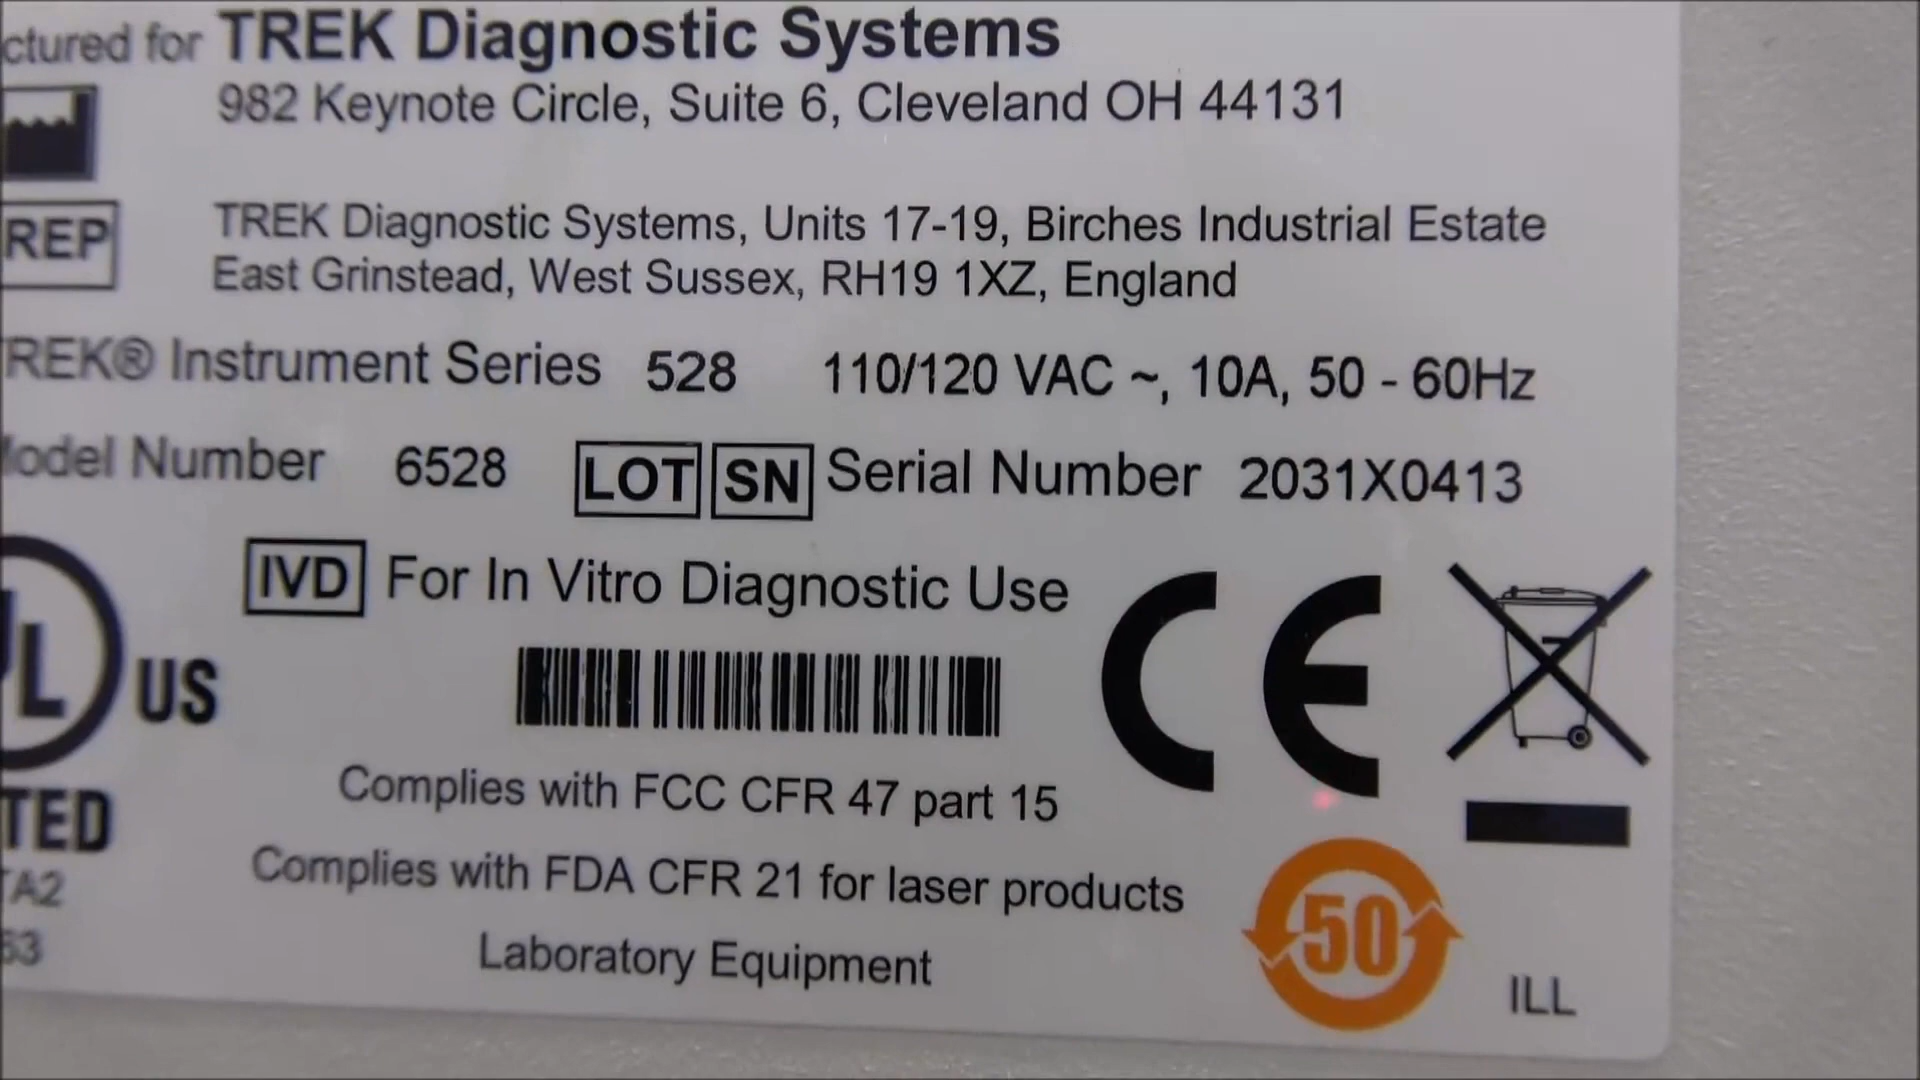 ctured for TREK Diagnostic Systems
982 Keynote Circle, Suite 6, Cleveland OH 44131
REP
TREK Diagnostic Systems, Units 17-19, Birches Industrial Estate
East Grinstead, West Sussex, RH19 1XZ, England
REK® Instrument Series 528 110/120 VAC ~, 10A, 50 - 60Hz
odel Number 6528 LOT SN Serial Number 2031X0413
IVD For In Vitro Diagnostic Use
CE
UL US
TED
TA2
63
Complies with FCC CFR 47 part 15
Complies with FDA CFR 21 for laser products
Laboratory Equipment
50
ILL